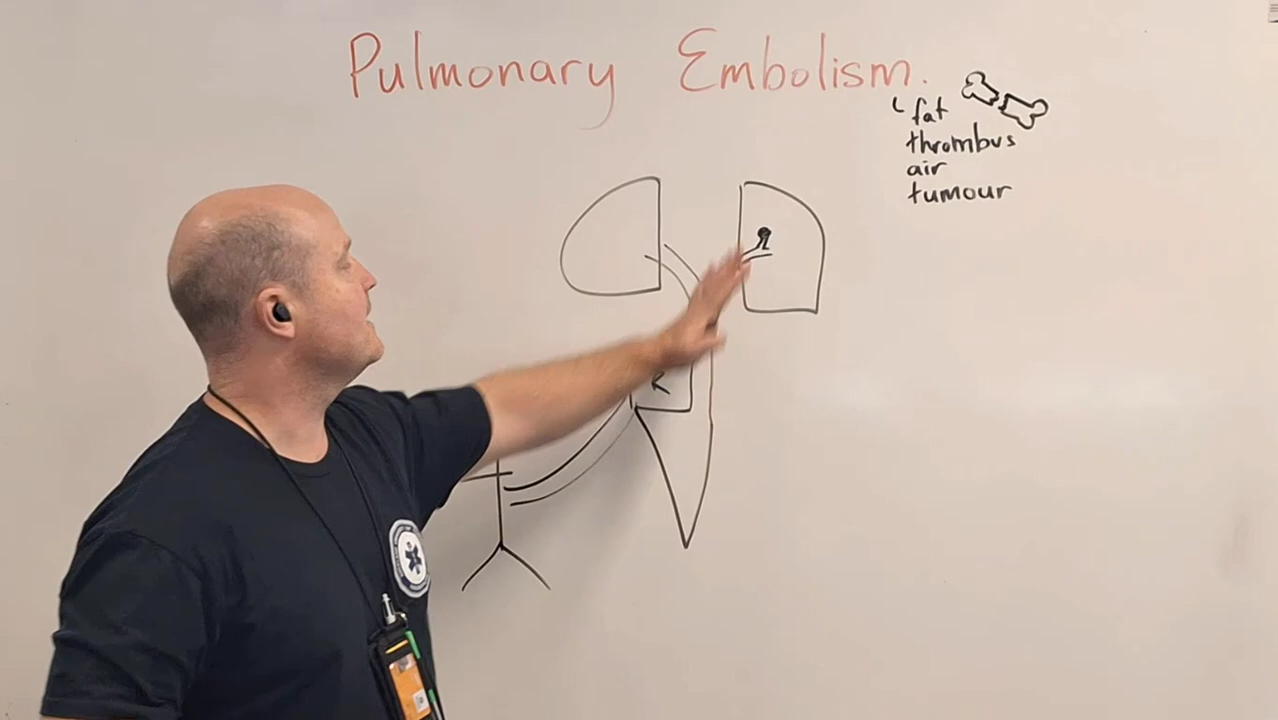 Pulmonary Embolism.
fat
thrombus
air
tumour
R